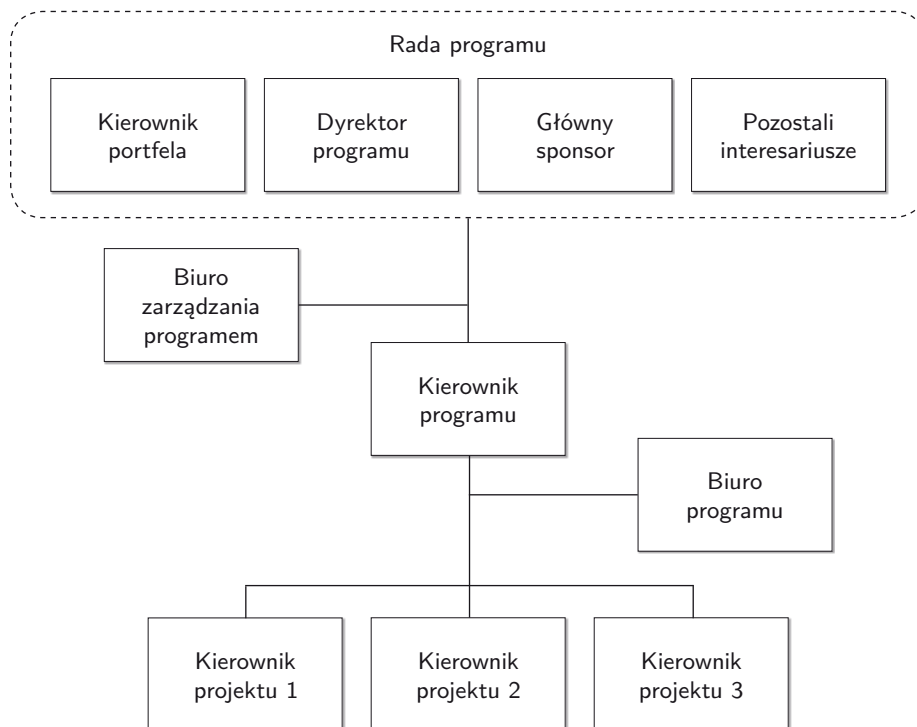 Rada programu
Kierownik
portfela
Dyrektor
programu
Główny
sponsor
Pozostali
interesariusze
Biuro
zarządzania
programem
Kierownik
programu
Biuro
programu
Kierownik
projektu 1
Kierownik
projektu 2
Kierownik
projektu 3